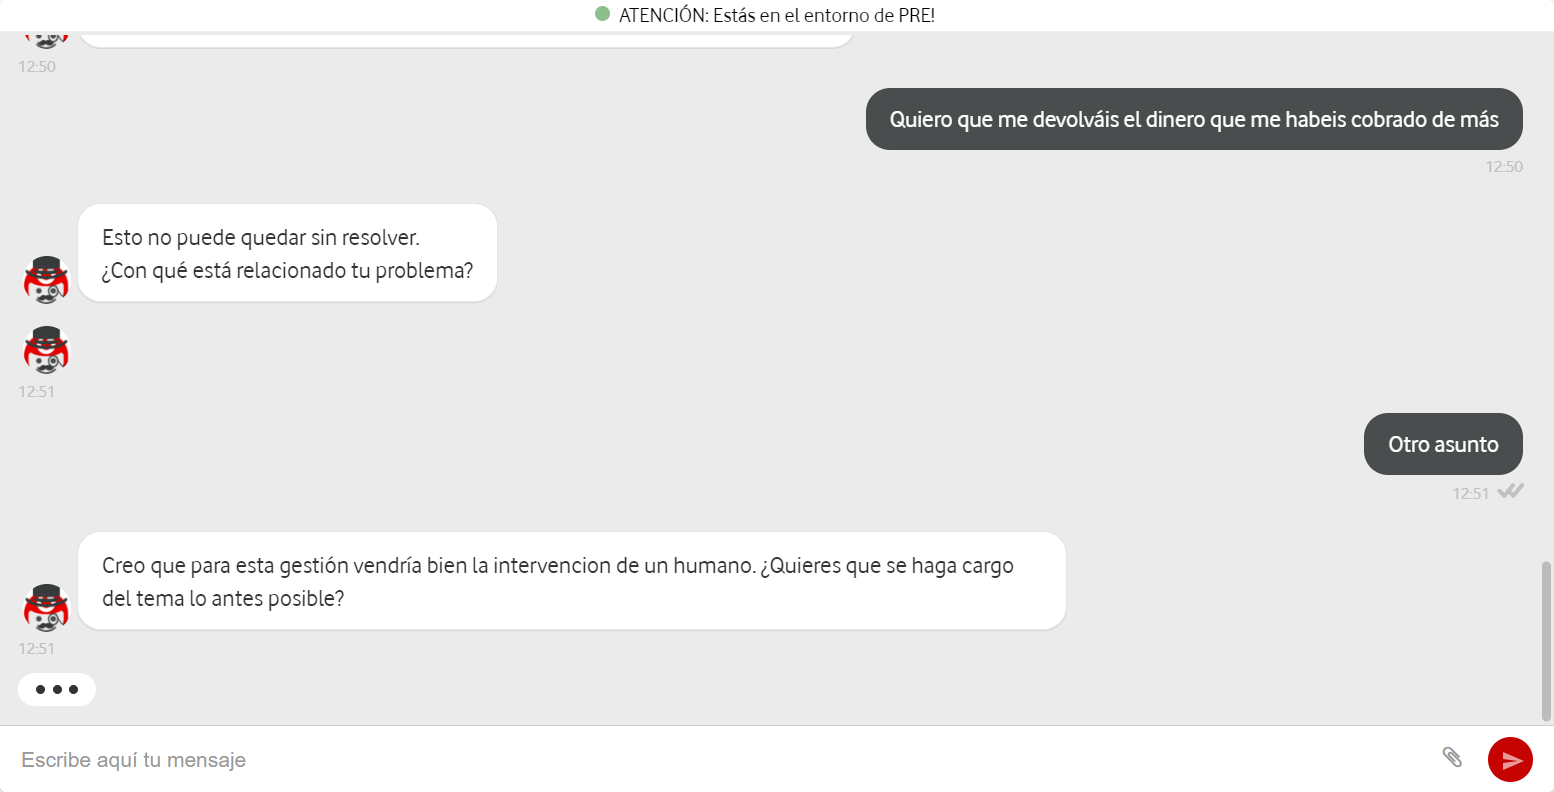 ATENCIÓN: Estás en el entorno de PRE!
12:50
Quiero que me devolváis el dinero que me habeis cobrado de más
12:50
Esto no puede quedar sin resolver.
¿Con qué está relacionado tu problema?
12:51
Otro asunto
12:51
Creo que para esta gestión vendría bien la intervencion de un humano. ¿Quieres que se haga cargo
del tema lo antes posible?
12:51
Escribe aquí tu mensaje